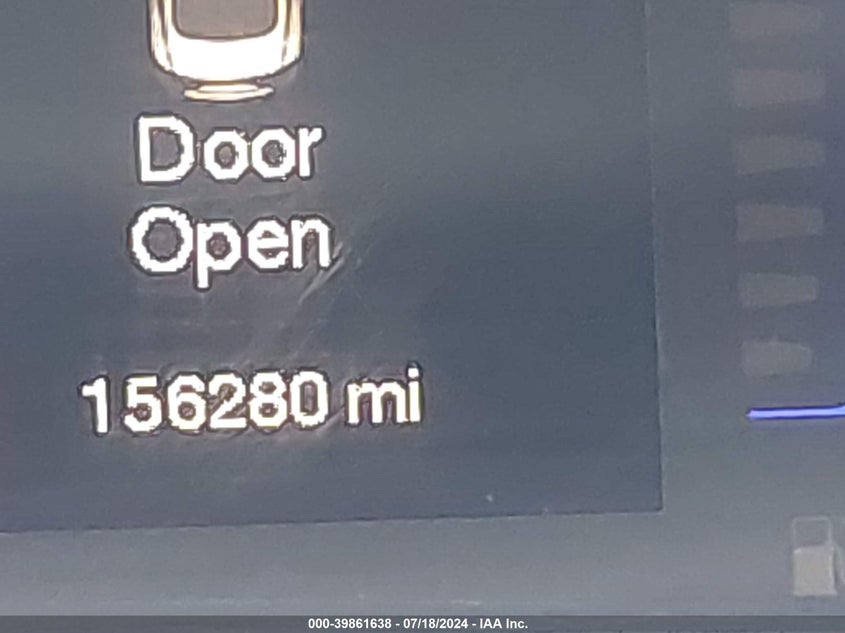 Door
Open
156280 mi
000-39861638 - 07/18/2024 - IAA Inc.